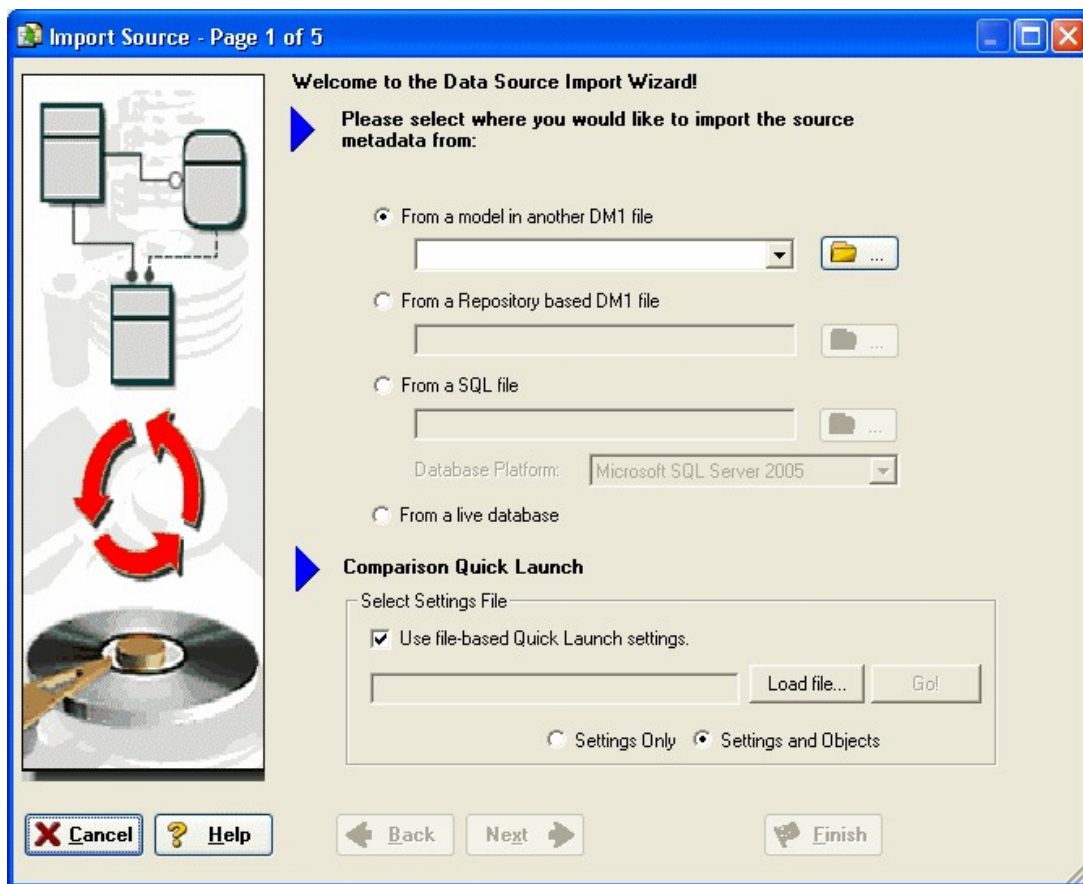 Import Source - Page 1 of 5
Welcome to the Data Source Import Wizard!
Please select where you would like to import the source
metadata from:
From a model in another DM1 file
...
From a Repository based DM1 file
...
From a SQL file
...
Database Platform: Microsoft SQL Server 2005
From a live database
Comparison Quick Launch
Select Settings File
Use file-based Quick Launch settings.
Load file... Go!
Settings Only Settings and Objects
Cancel Help Back Next Finish